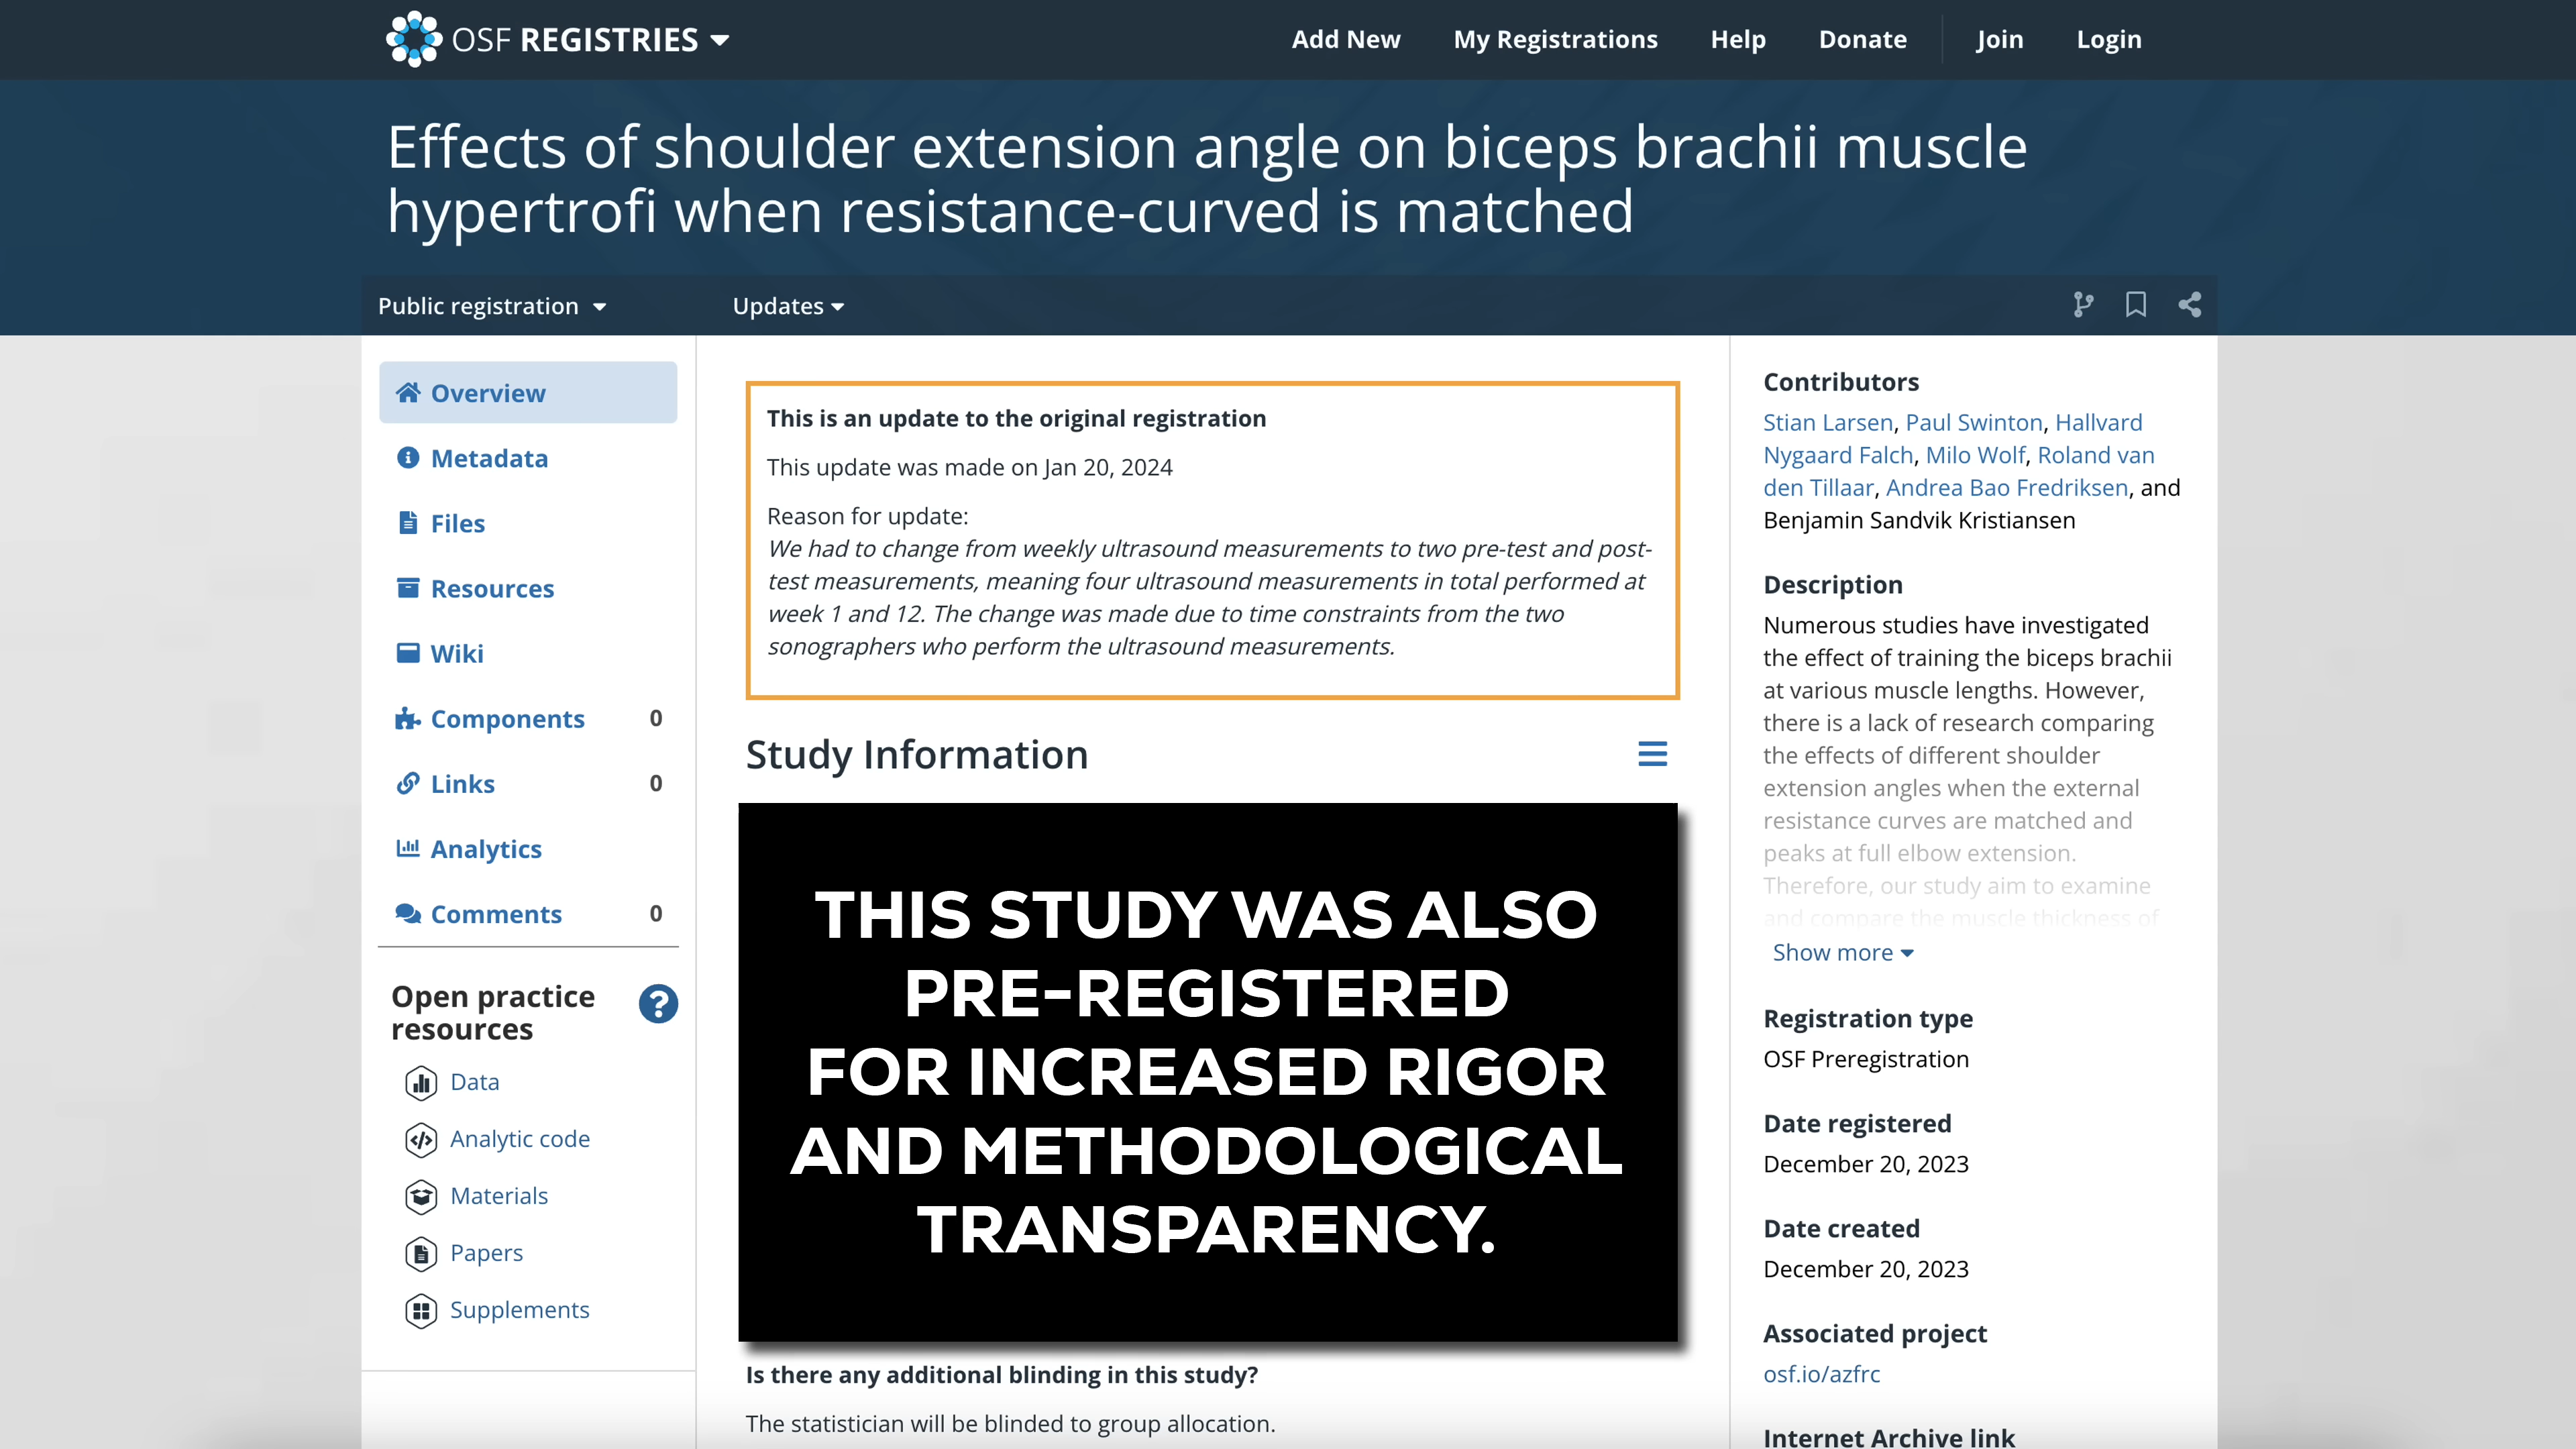 OSF REGISTRIES
Add New
My Registrations
Help
Donate
Join
Login
Effects of shoulder extension angle on biceps brachii muscle
hypertrofi when resistance-curved is matched
Public registration
Updates
Overview
Metadata
Files
Resources
Wiki
Components 0
Links 0
Analytics
Comments 0
Open practice
resources
?
Data
Analytic code
Materials
Papers
Supplements
This is an update to the original registration
This update was made on Jan 20, 2024
Reason for update:
We had to change from weekly ultrasound measurements to two pre-test and post-
test measurements, meaning four ultrasound measurements in total performed at
week 1 and 12. The change was made due to time constraints from the two
sonographers who perform the ultrasound measurements.
Study Information
THIS STUDY WAS ALSO
PRE-REGISTERED
FOR INCREASED RIGOR
AND METHODOLOGICAL
TRANSPARENCY.
Is there any additional blinding in this study?
The statistician will be blinded to group allocation.
Contributors
Stian Larsen, Paul Swinton, Hallvard
Nygaard Falch, Milo Wolf, Roland van
den Tillaar, Andrea Bao Fredriksen, and
Benjamin Sandvik Kristiansen
Description
Numerous studies have investigated
the effect of training the biceps brachii
at various muscle lengths. However,
there is a lack of research comparing
the effects of different shoulder
extension angles when the external
resistance curves are matched and
peaks at full elbow extension.
Therefore, our study aim to examine
and compare the muscle thickness of
Show more
Registration type
OSF Preregistration
Date registered
December 20, 2023
Date created
December 20, 2023
Associated project
osf.io/azfrc
Internet Archive link